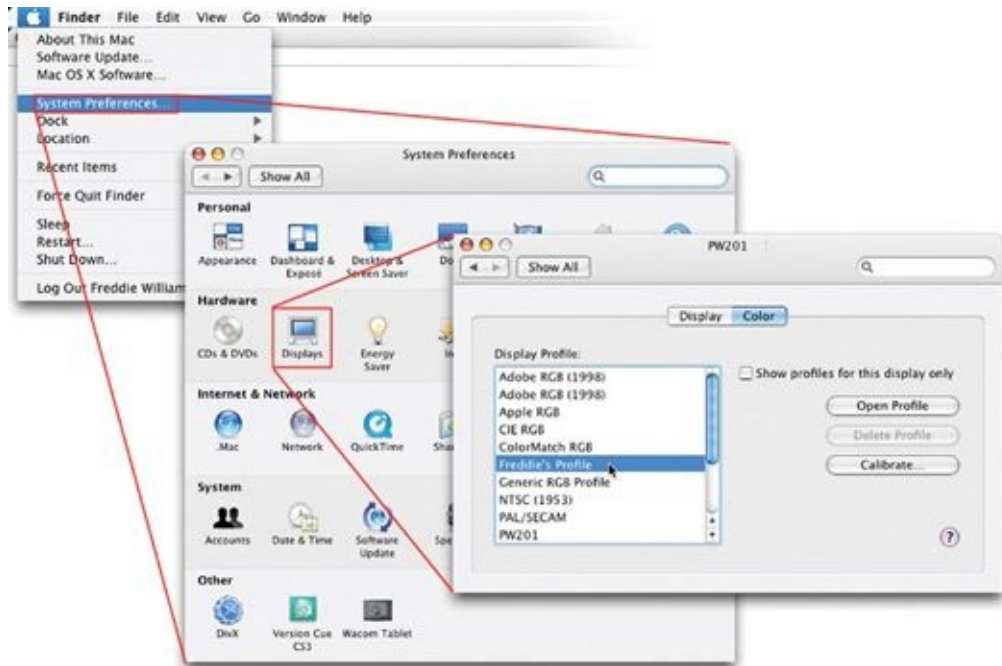 Finder File Edit View Go Window Help
About This Mac
Software Update...
Mac OS X Software...
System Preferences...
Dock
Location
Recent Items
Force Quit Finder
Sleep
Restart...
Shut Down...
Log Out Freddie William
System Preferences
Show All
Personal
Appearance
Dashboard & Exposé
Desktop & Screen Saver
Hardware
CDs & DVDs
Displays
Energy Saver
Internet & Network
.Mac
Network
QuickTime
Sha
System
Accounts
Date & Time
Software Update
Spe
Other
DivX
Version Cue CS3
Wacom Tablet
PW201
Show All
Display Color
Display Profile:
Adobe RGB (1998)
Adobe RGB (1998)
Apple RGB
CIE RGB
ColorMatch RGB
Freddie's Profile
Generic RGB Profile
NTSC (1953)
PAL/SECAM
PW201
Show profiles for this display only
Open Profile
Delete Profile
Calibrate...
?